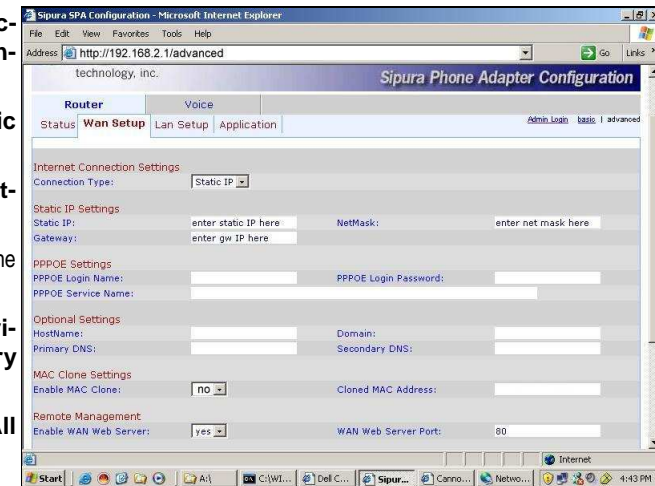 Sipura SPA Configuration - Microsoft Internet Explorer
File Edit View Favorites Tools Help
Address http://192.168.2.1/advanced Go Links
technology, inc. Sipura Phone Adapter Configuration
Router Voice
Status Wan Setup Lan Setup Application Admin Login basic | advanced
Internet Connection Settings
Connection Type: Static IP
Static IP Settings
Static IP: enter static IP here NetMask: enter net mask here
Gateway: enter gw IP here
PPPOE Settings
PPPOE Login Name: PPPOE Login Password:
PPPOE Service Name:
Optional Settings
HostName: Domain:
Primary DNS: Secondary DNS:
MAC Clone Settings
Enable MAC Clone: no Cloned MAC Address:
Remote Management
Enable WAN Web Server: yes WAN Web Server Port: 80
Internet
Start A:\ C:\WI... Dell C... Sipur... Canno... Netwo... 4:43 PM